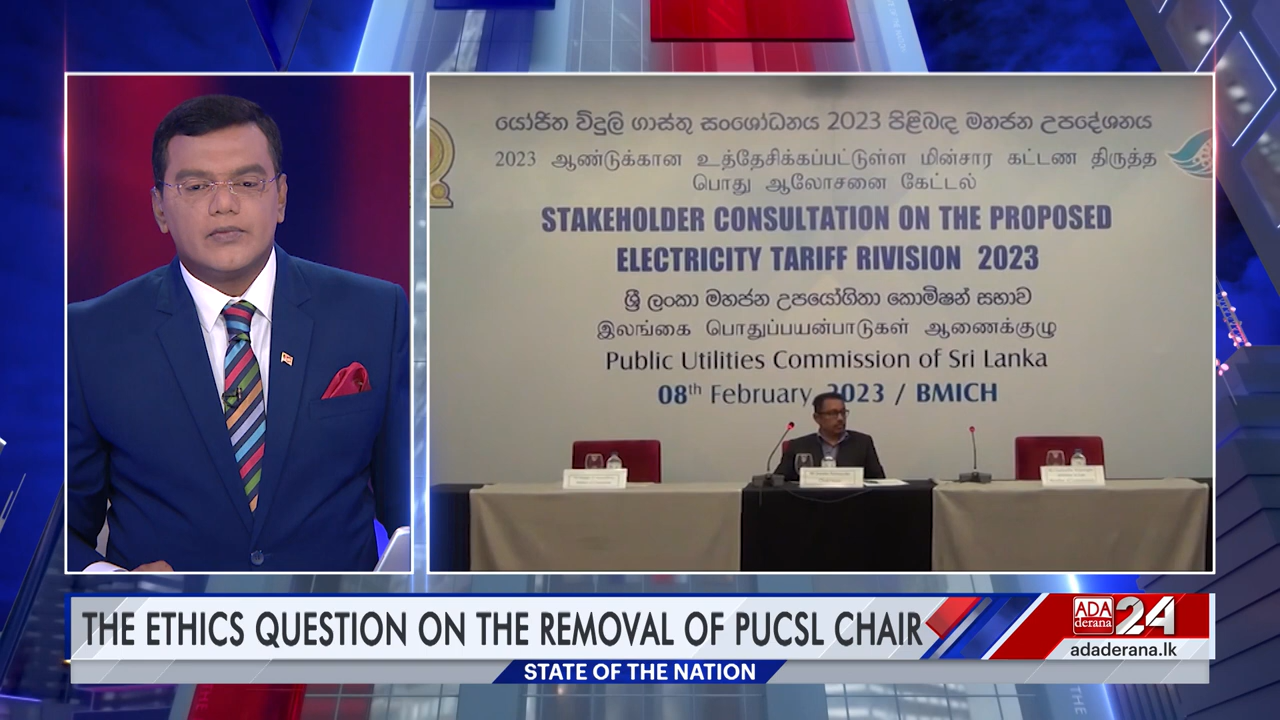 යෝජිත විදුලි ගාස්තු සංශෝධනය 2023 පිළිබඳ මහජන උපදේශනය
2023 ஆண்டுக்கான உத்தேசிக்கப்பட்டுள்ள மின்சார கட்டண திருத்த
பொது ஆலோசனை கேட்டல்
STAKEHOLDER CONSULTATION ON THE PROPOSED
ELECTRICITY TARIFF RIVISION 2023
ශ්‍රී ලංකා මහජන උපයෝගිතා කොමිෂන් සභාව
இலங்கை பொதுப்பயன்பாடுகள் ஆணைக்குழு
Public Utilities Commission of Sri Lanka
08th February 2023 / BMICH
THE ETHICS QUESTION ON THE REMOVAL OF PUCSL CHAIR
STATE OF THE NATION
ADA
derana
24
adaderana.lk